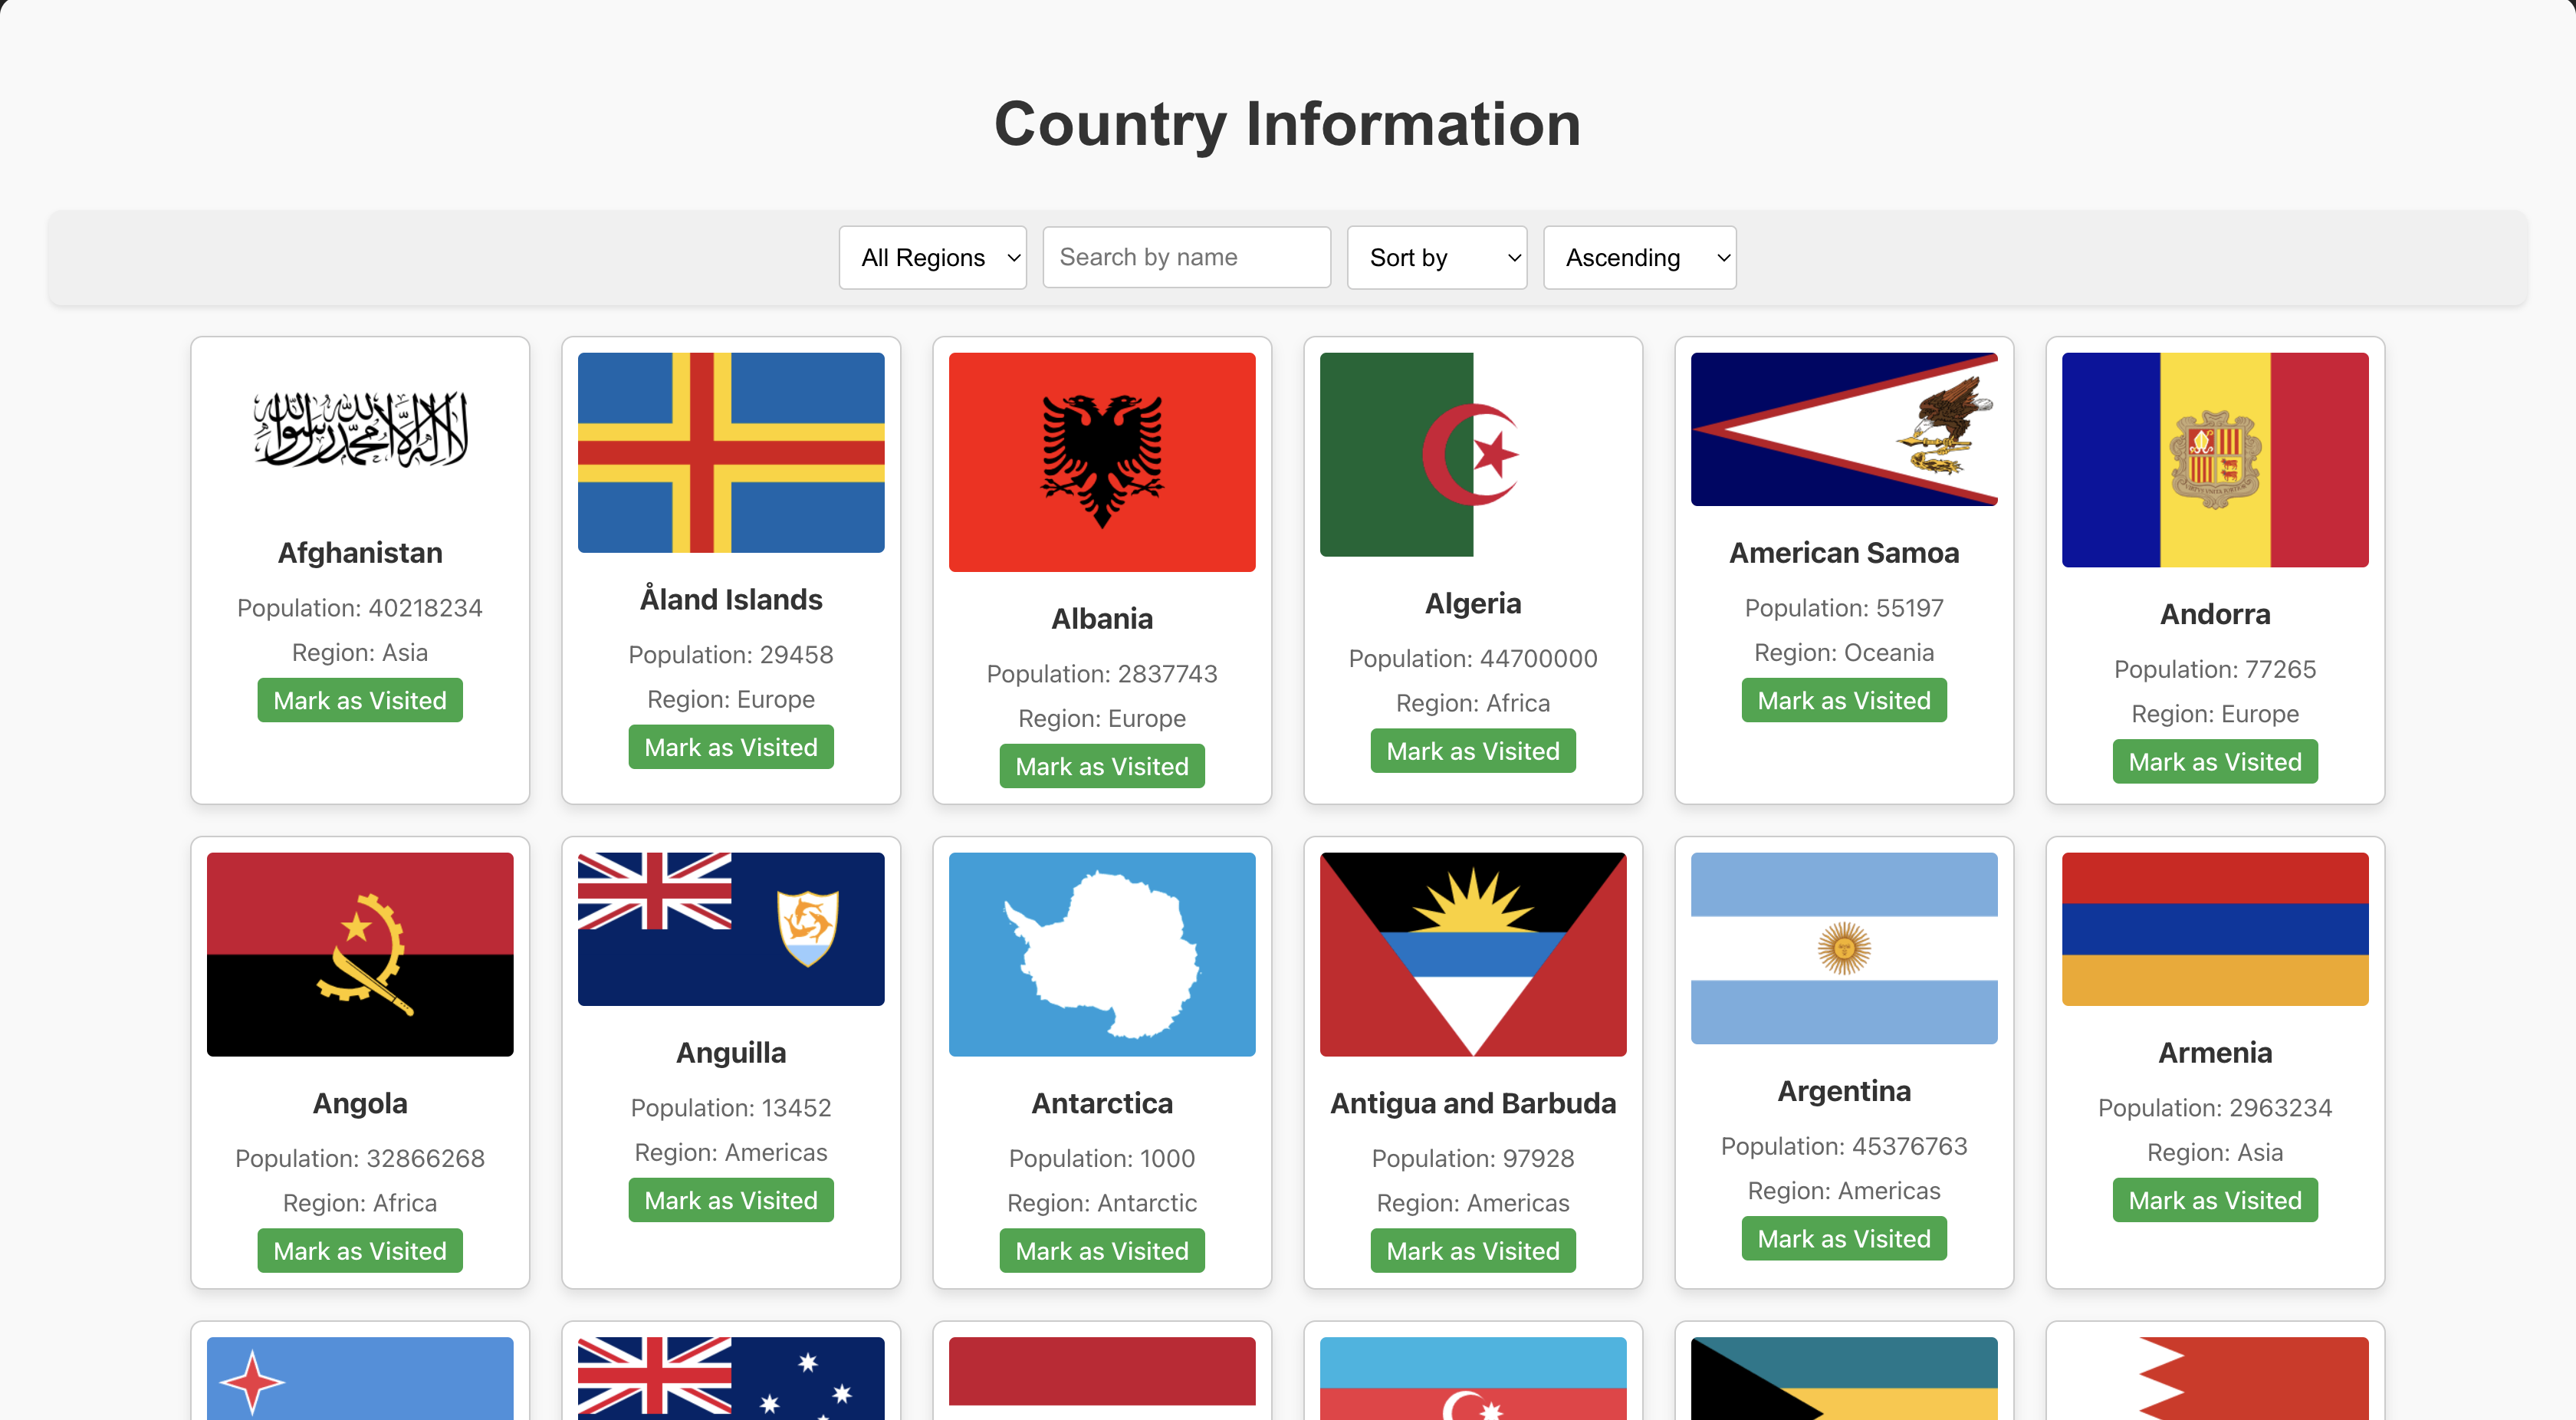 Country Information
All Regions
Search by name
Sort by
Ascending
Afghanistan
Population: 40218234
Region: Asia
Mark as Visited
Åland Islands
Population: 29458
Region: Europe
Mark as Visited
Albania
Population: 2837743
Region: Europe
Mark as Visited
Algeria
Population: 44700000
Region: Africa
Mark as Visited
American Samoa
Population: 55197
Region: Oceania
Mark as Visited
Andorra
Population: 77265
Region: Europe
Mark as Visited
Angola
Population: 32866268
Region: Africa
Mark as Visited
Anguilla
Population: 13452
Region: Americas
Mark as Visited
Antarctica
Population: 1000
Region: Antarctic
Mark as Visited
Antigua and Barbuda
Population: 97928
Region: Americas
Mark as Visited
Argentina
Population: 45376763
Region: Americas
Mark as Visited
Armenia
Population: 2963234
Region: Asia
Mark as Visited